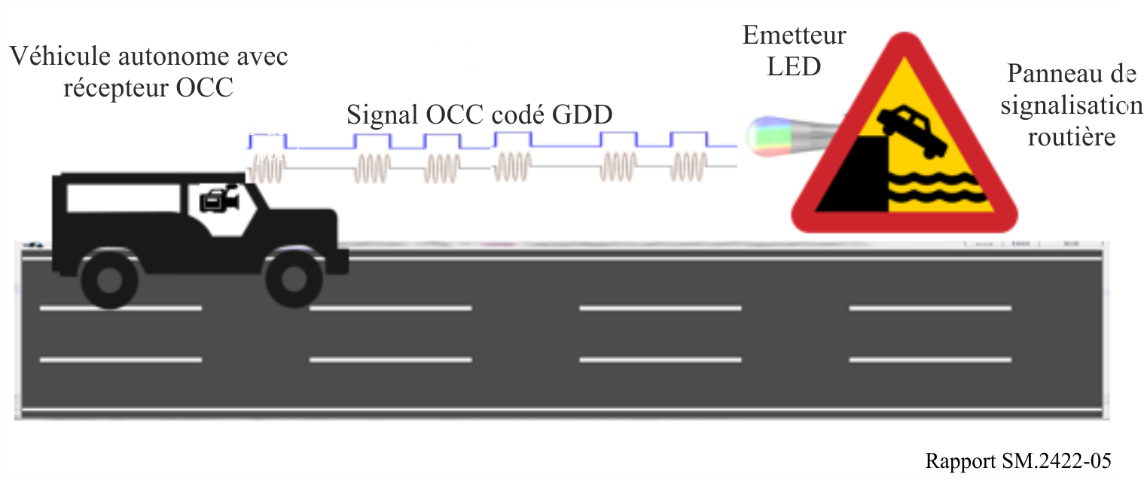 Véhicule autonome avec
récepteur OCC
Signal OCC codé GDD
Emetteur
LED
Panneau de
signalisation
routière
Rapport SM.2422-05